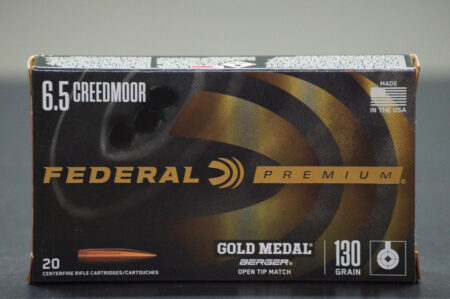 6.5 CREEDMOOR
MADE
IN THE USA
FEDERAL PREMIUM®
20
CENTERFIRE RIFLE CARTRIDGES/CARTOUCHES
GOLD MEDAL®
BERGER®
OPEN TIP MATCH
130
GRAIN